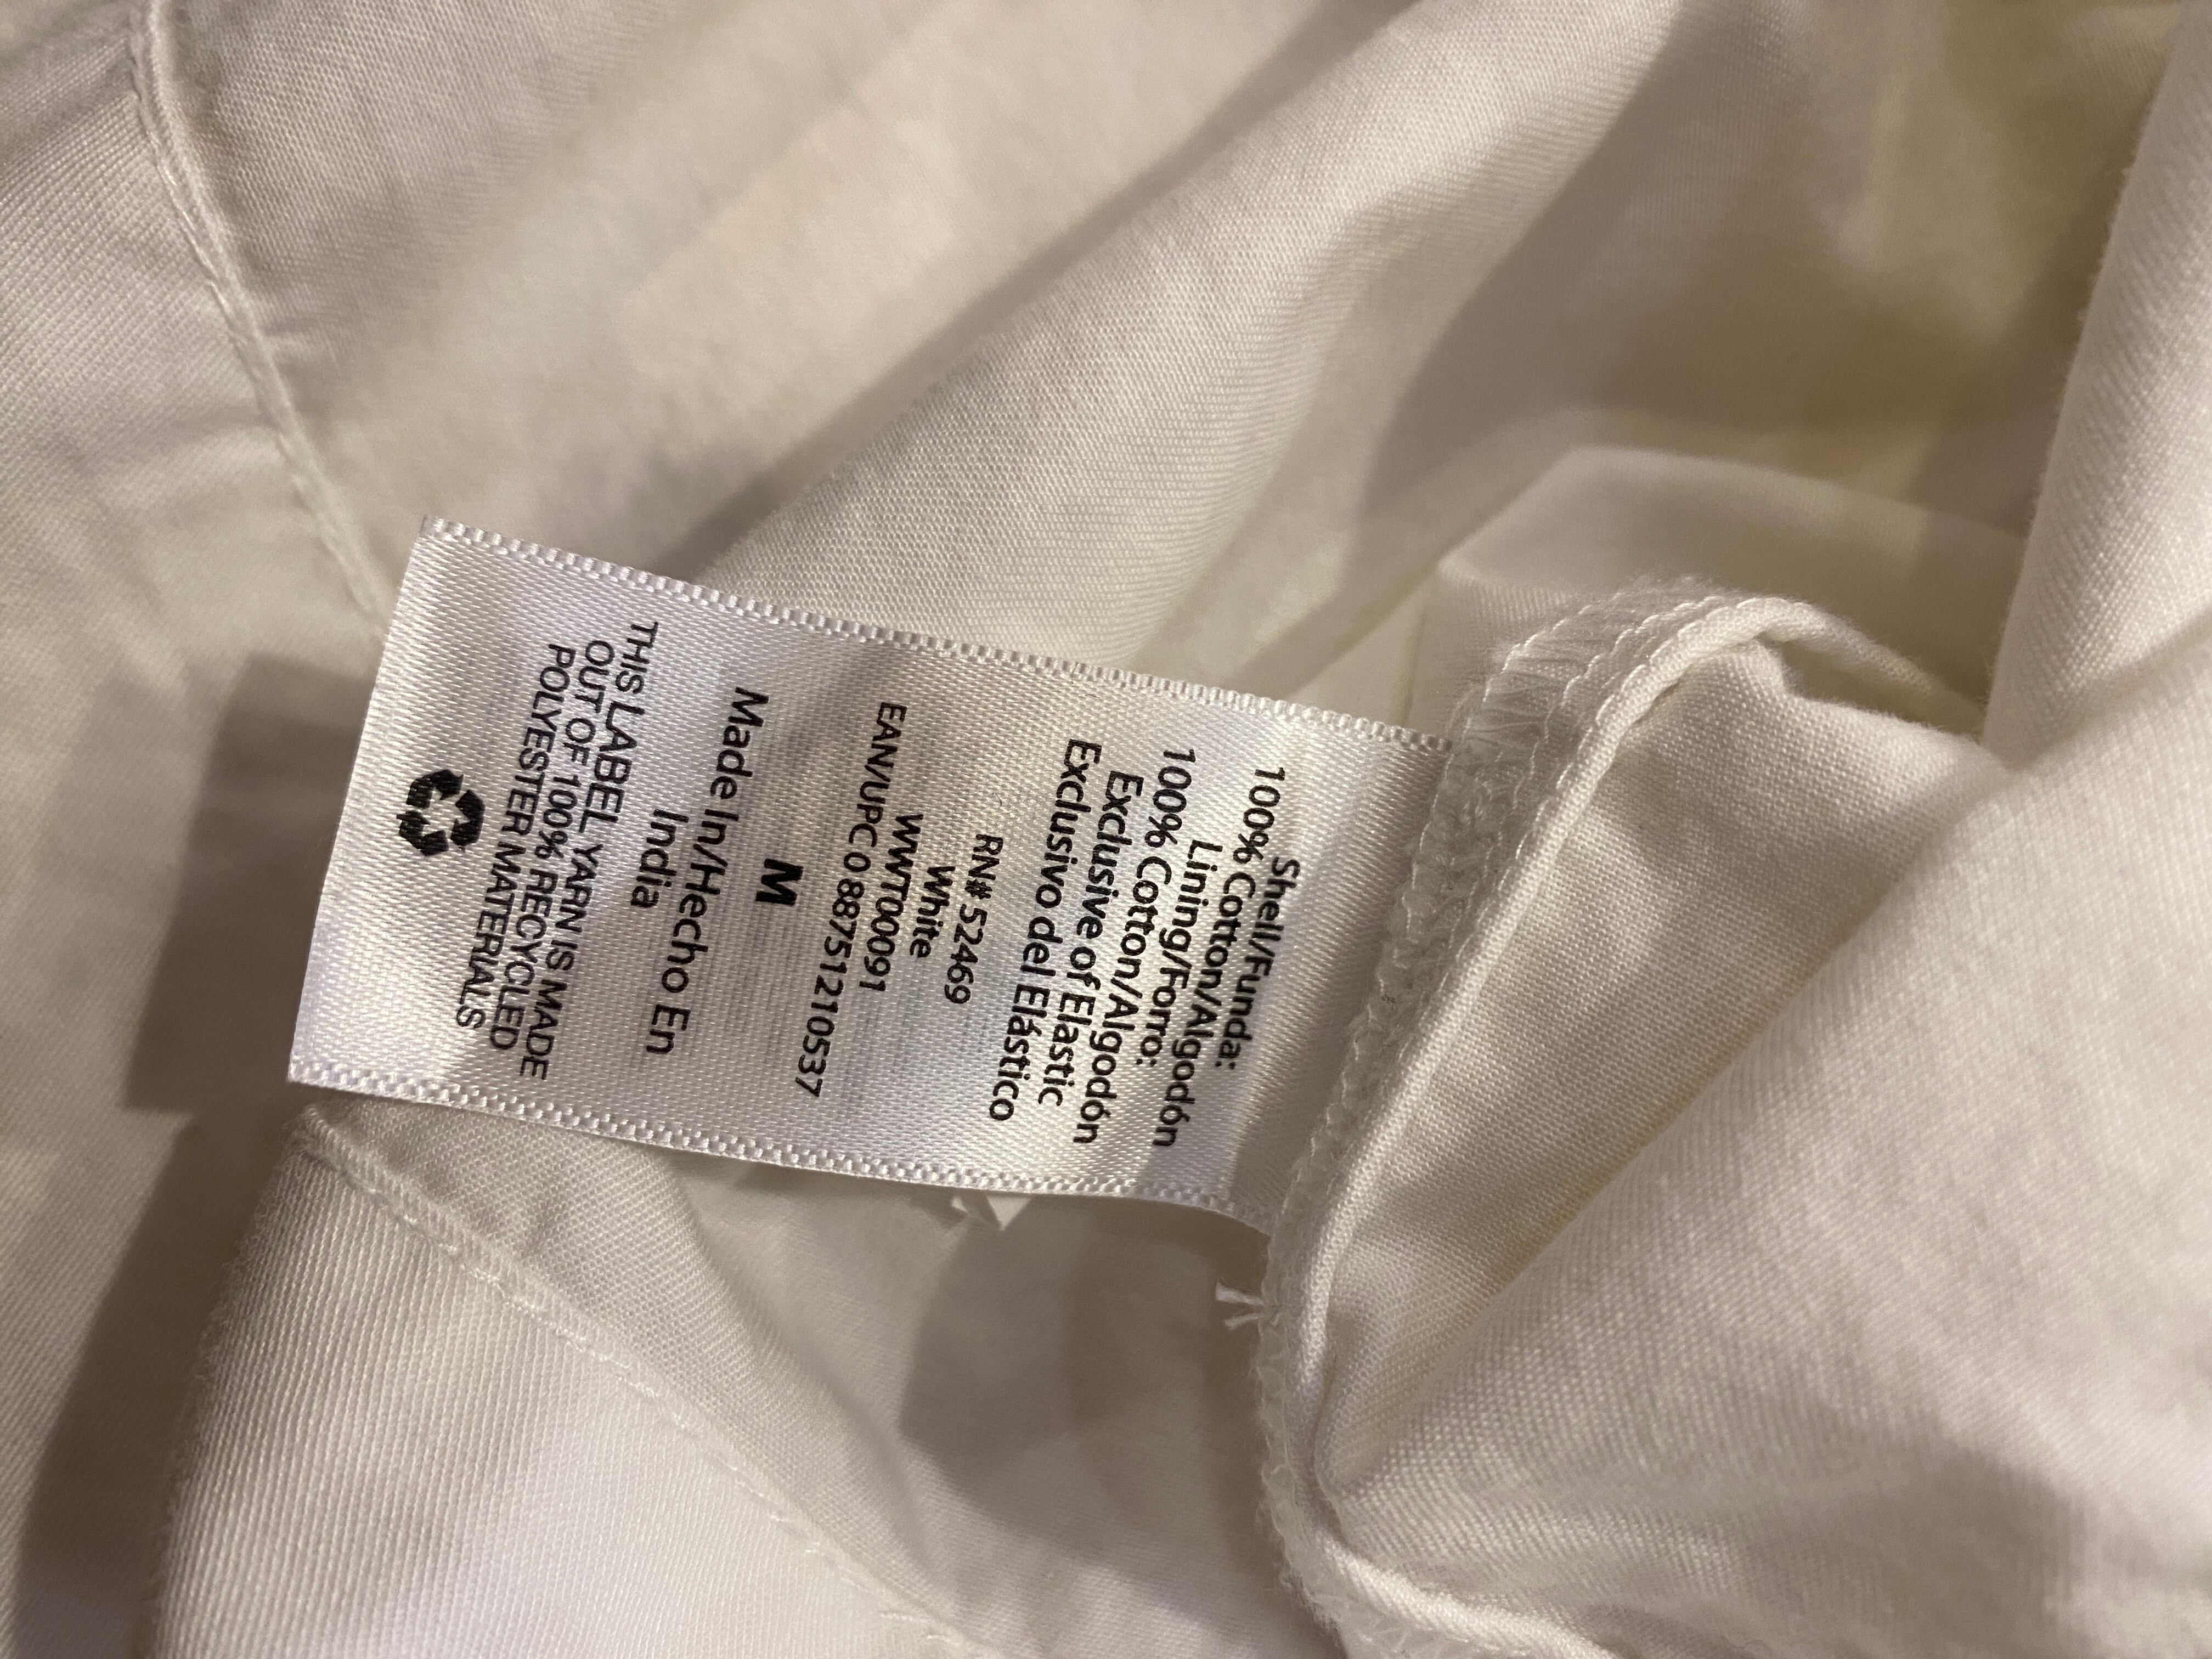 Shell/Funda:
100% Cotton/Algodón
Lining/Forro:
100% Cotton/Algodón
Exclusive of Elastic
Exclusivo del Elástico
RN# 52469
White
WWT00091
EAN/UPC 0 887512210537
M
Made In/Hecho En
India
THIS LABEL YARN IS MADE
OUT OF 100% RECYCLED
POLYESTER MATERIALS